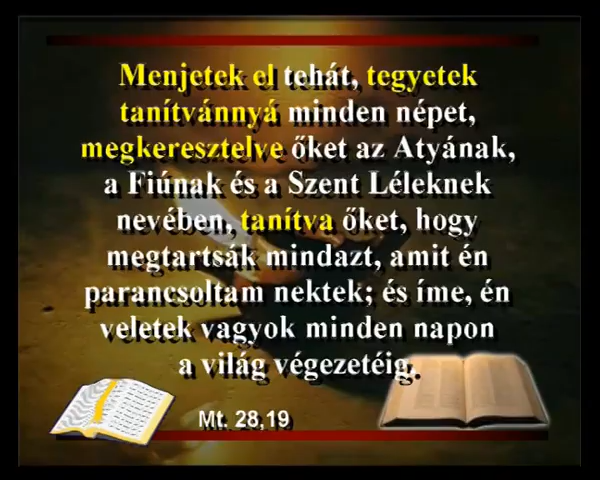 Menjetek el tehát, tegyetek
tanítvánnyá minden népet,
megkeresztelve őket az Atyának,
a Fiúnak és a Szent Léleknek
nevében, tanítva őket, hogy
megtartsák mindazt, amit én
parancsoltam nektek; és íme, én
veletek vagyok minden napon
a világ végezetéig.
Mt. 28,19